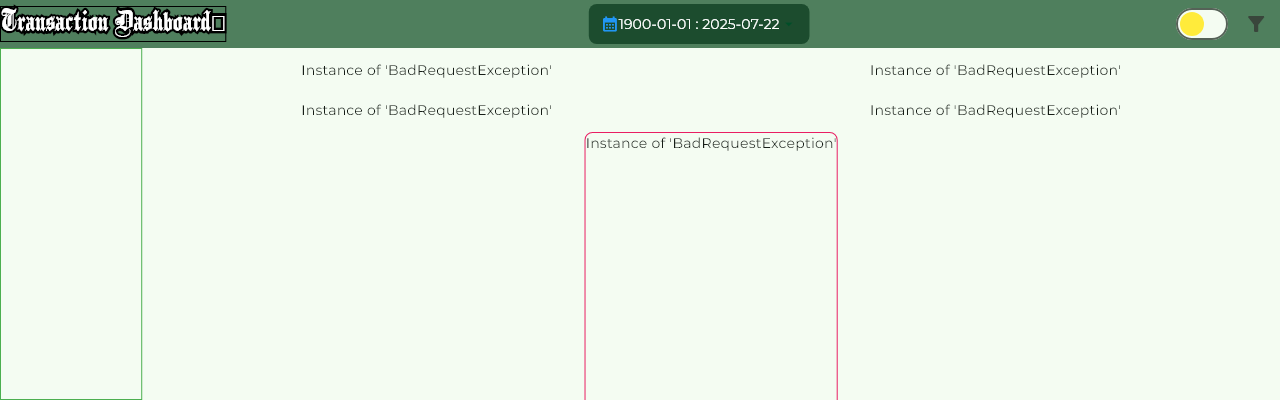 Transaction Dashboard
1900-01-01 : 2025-07-22
Instance of 'BadRequestException'
Instance of 'BadRequestException'
Instance of 'BadRequestException'
Instance of 'BadRequestException'
Instance of 'BadRequestException'